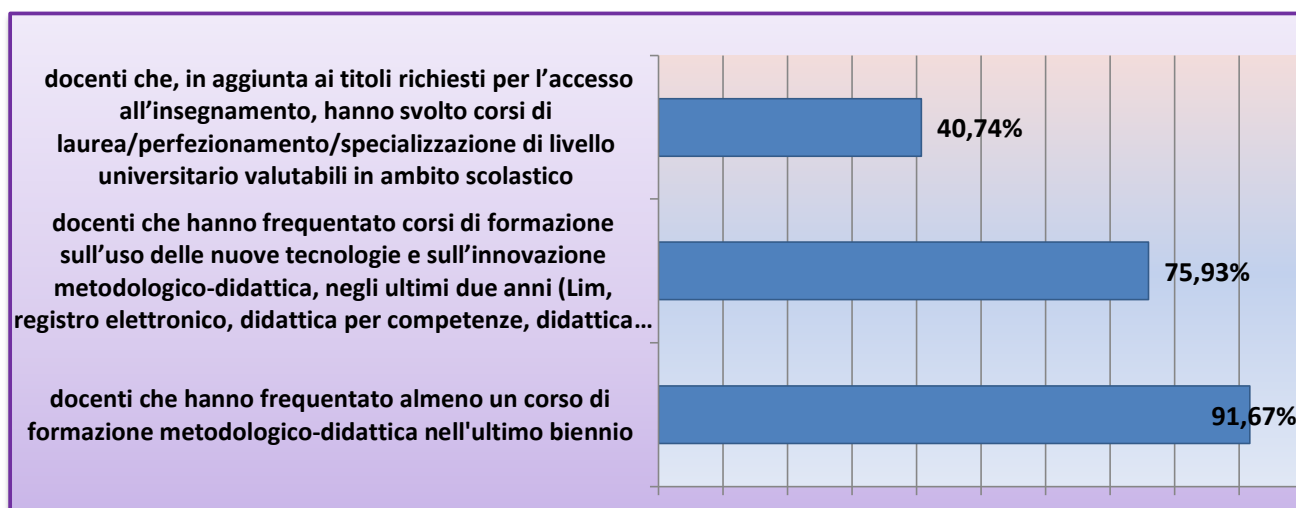 docenti che, in aggiunta ai titoli richiesti per l’accesso
all’insegnamento, hanno svolto corsi di
laurea/perfezionamento/specializzazione di livello
universitario valutabili in ambito scolastico
40,74%
docenti che hanno frequentato corsi di formazione
sull’uso delle nuove tecnologie e sull’innovazione
metodologico-didattica, negli ultimi due anni (Lim,
registro elettronico, didattica per competenze, didattica…
75,93%
docenti che hanno frequentato almeno un corso di
formazione metodologico-didattica nell'ultimo biennio
91,67%